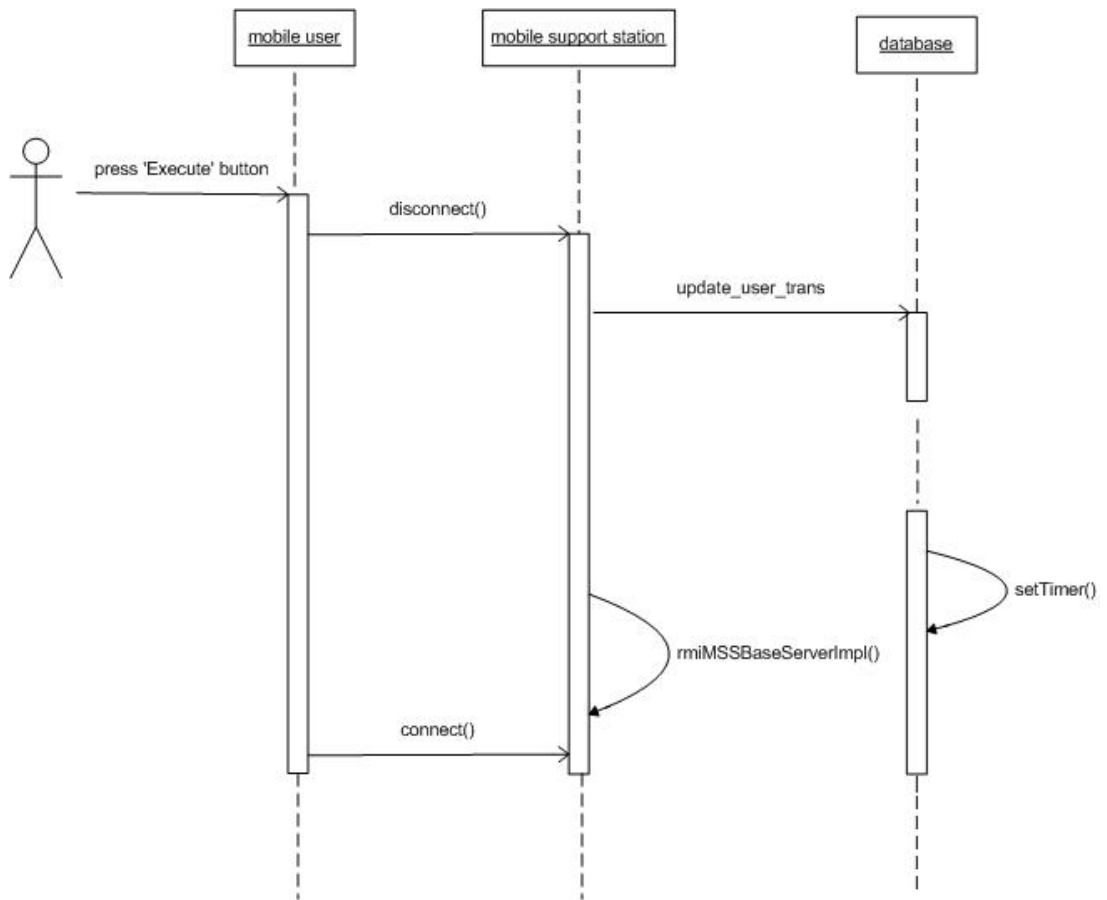 mobile user
mobile support station
database
press 'Execute' button
disconnect()
update_user_trans
setTimer()
rmiMSSBaseServerImpl()
connect()